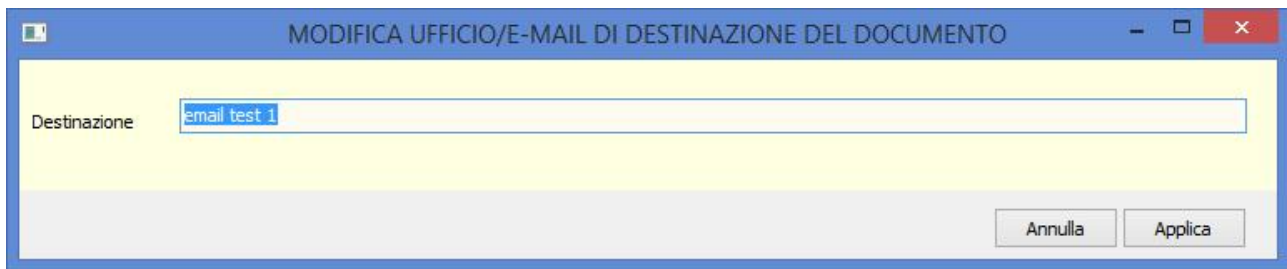 MODIFICA UFFICIO/E-MAIL DI DESTINAZIONE DEL DOCUMENTO
Destinazione email test 1
Annulla Applica